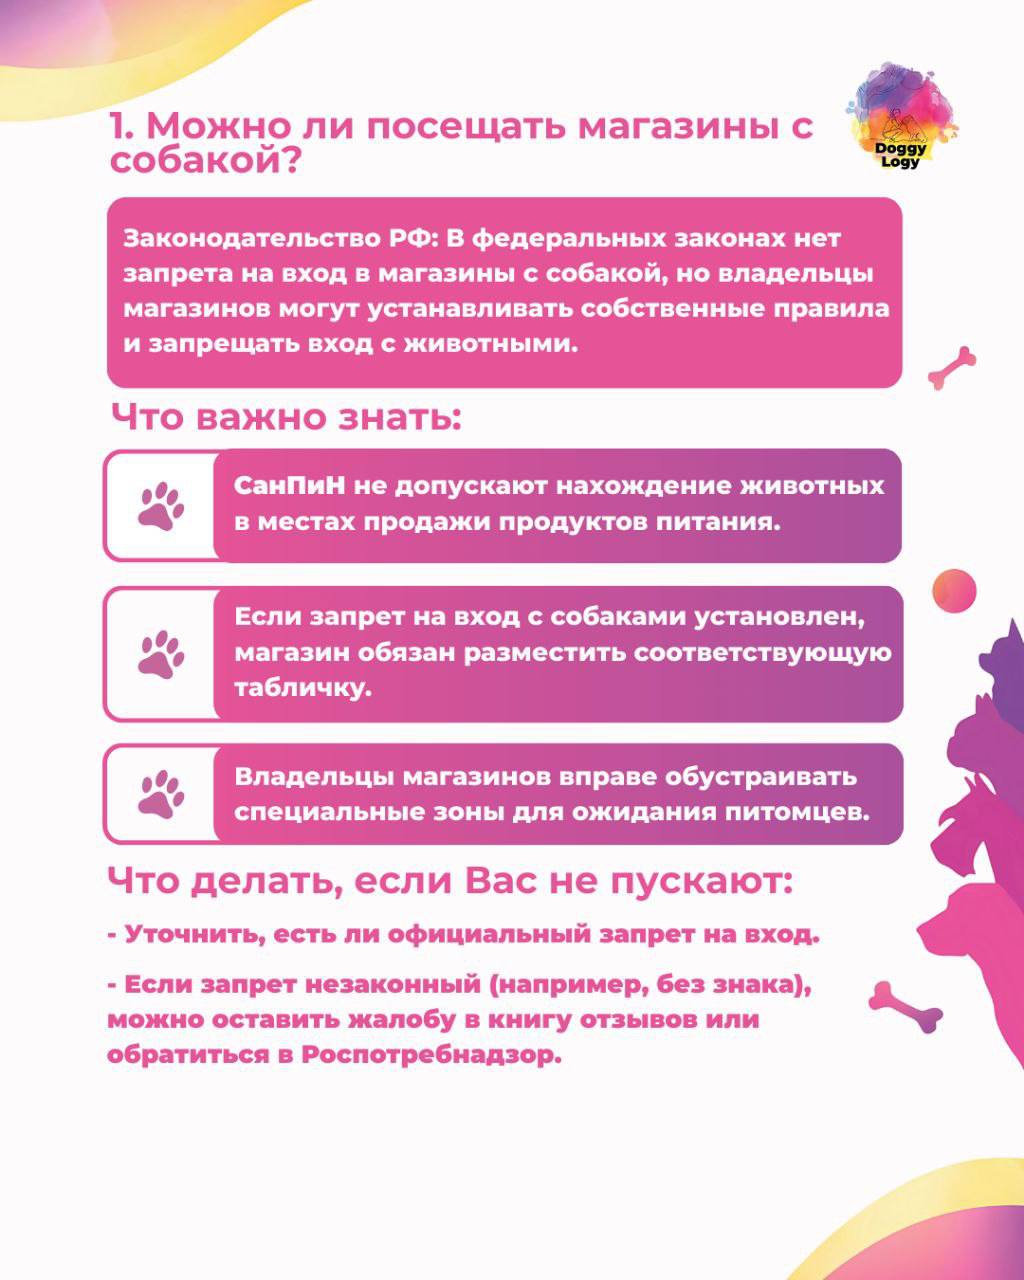 1. Можно ли посещать магазины с
собакой?
Doggy
Logy
Законодательство РФ: В федеральных законах нет
запрета на вход в магазины с собакой, но владельцы
магазинов могут устанавливать собственные правила
и запрещать вход с животными.
Что важно знать:
СанПиН не допускают нахождение животных
в местах продажи продуктов питания.
Если запрет на вход с собаками установлен,
магазин обязан разместить соответствующую
табличку.
Владельцы магазинов вправе обустраивать
специальные зоны для ожидания питомцев.
Что делать, если Вас не пускают:
- Уточнить, есть ли официальный запрет на вход.
- Если запрет незаконный (например, без знака),
можно оставить жалобу в книгу отзывов или
обратиться в Роспотребнадзор.